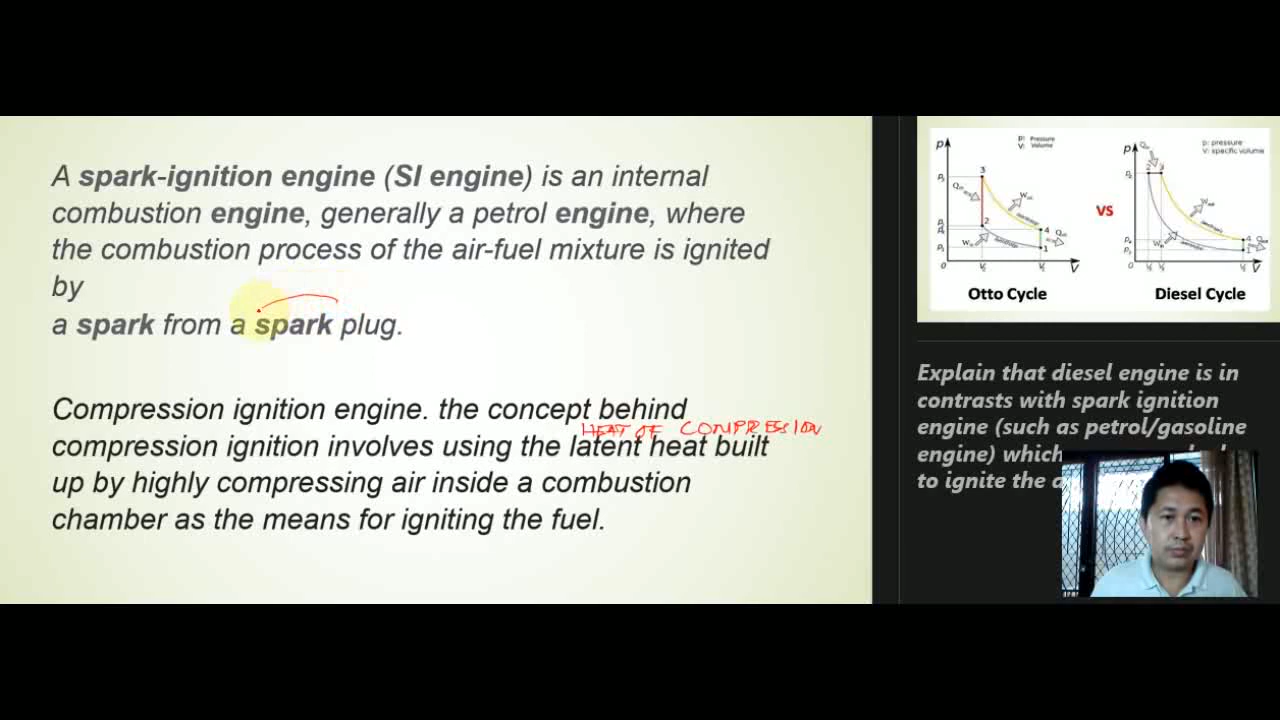 A spark-ignition engine (SI engine) is an internal
combustion engine, generally a petrol engine, where
the combustion process of the air-fuel mixture is ignited
by
a spark from a spark plug.
Compression ignition engine. the concept behind
HEAT OF COMPRESSION
compression ignition involves using the latent heat built
up by highly compressing air inside a combustion
chamber as the means for igniting the fuel.
p: Pressure
V: Volume
VS
p: pressure
V: specific volume
Otto Cycle
Diesel Cycle
Explain that diesel engine is in
contrasts with spark ignition
engine (such as petrol/gasoline
engine) which
to ignite the